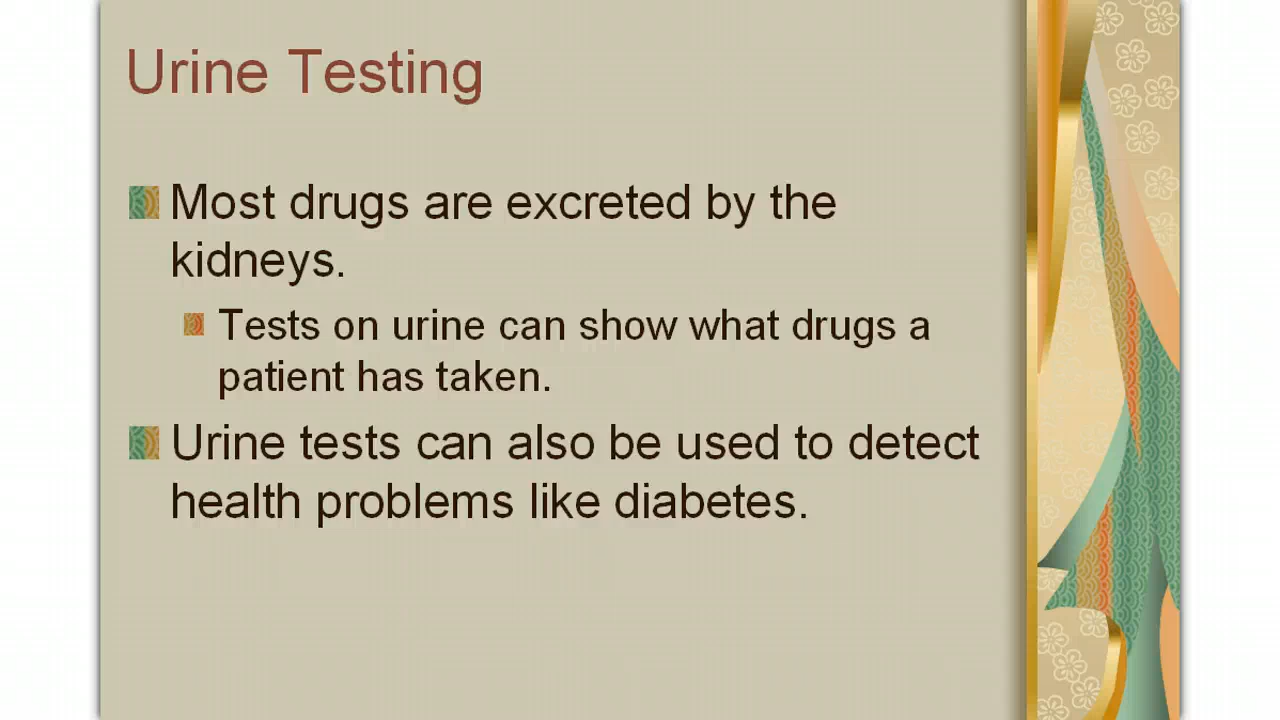 Urine Testing
Most drugs are excreted by the
kidneys.
Tests on urine can show what drugs a
patient has taken.
Urine tests can also be used to detect
health problems like diabetes.